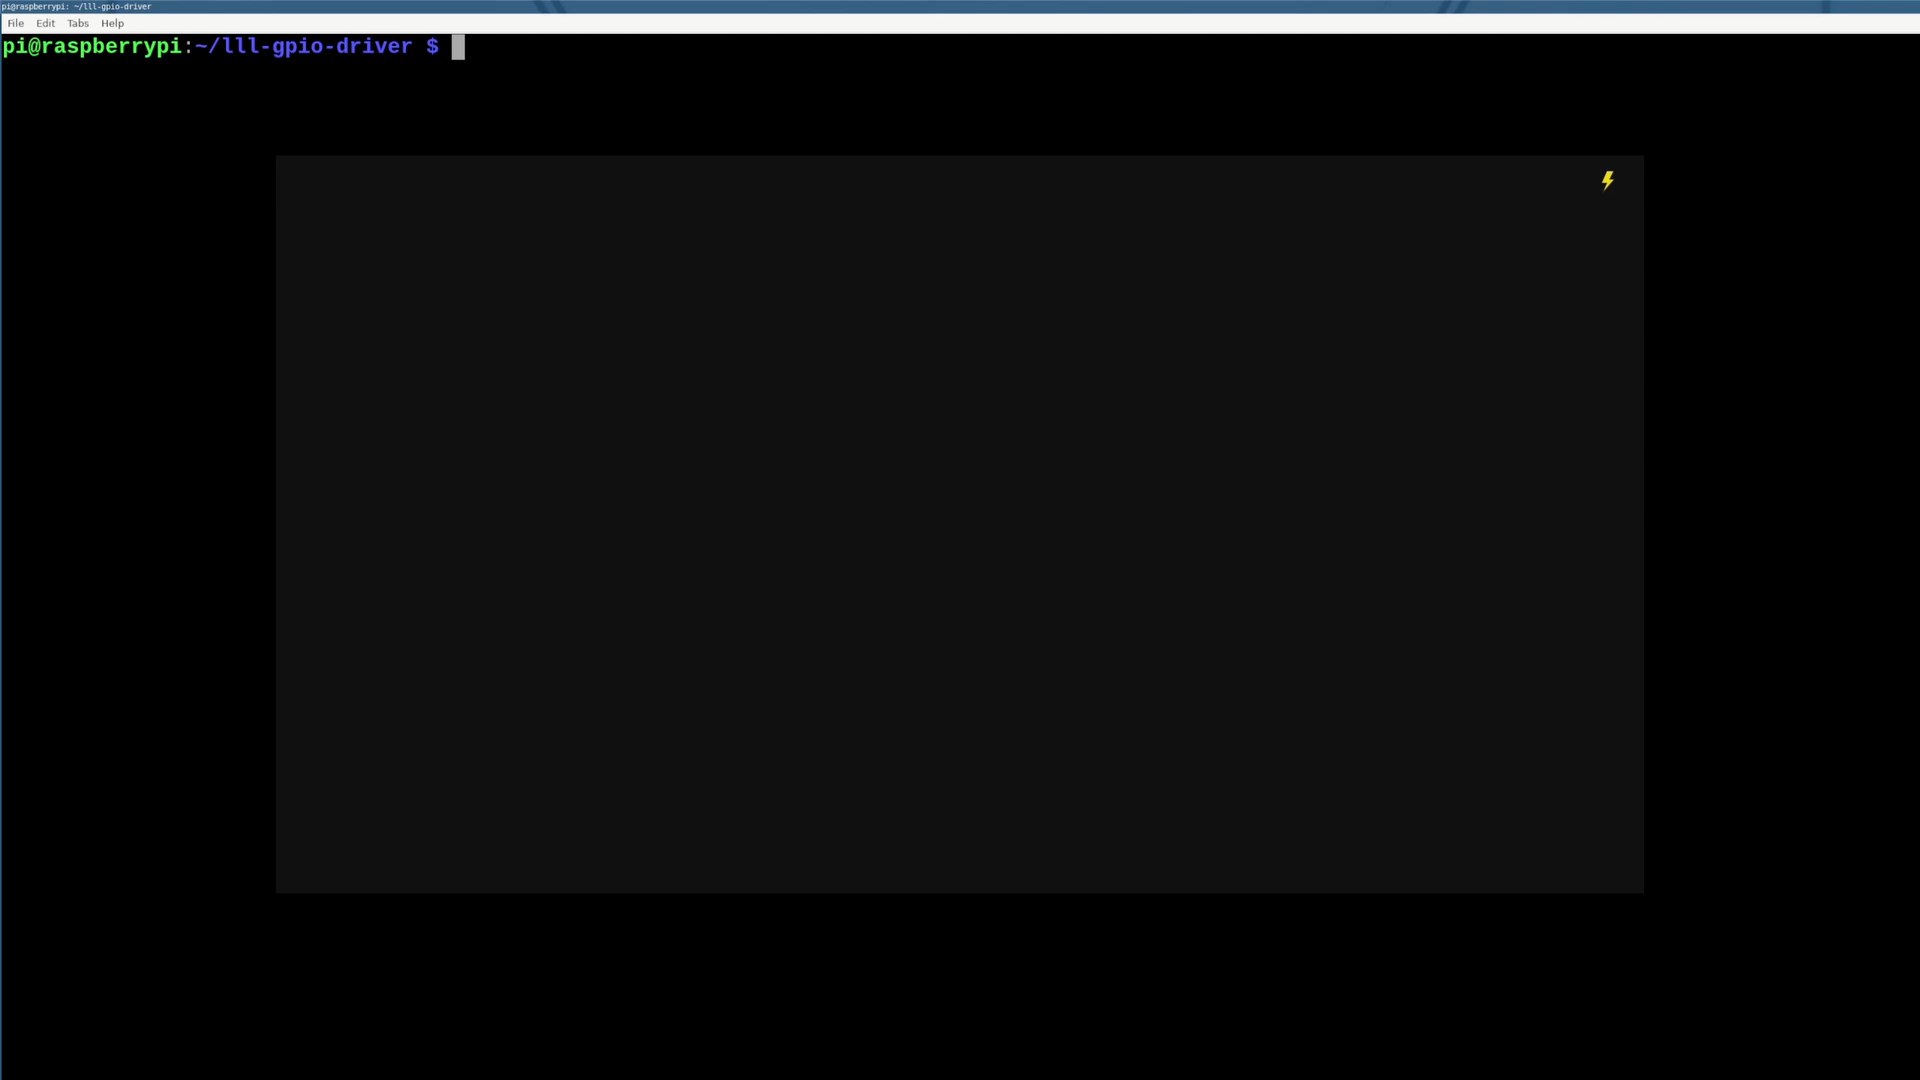 pi@raspberrypi: ~/lll-gpio-driver
File Edit Tabs Help
pi@raspberrypi:~/lll-gpio-driver $